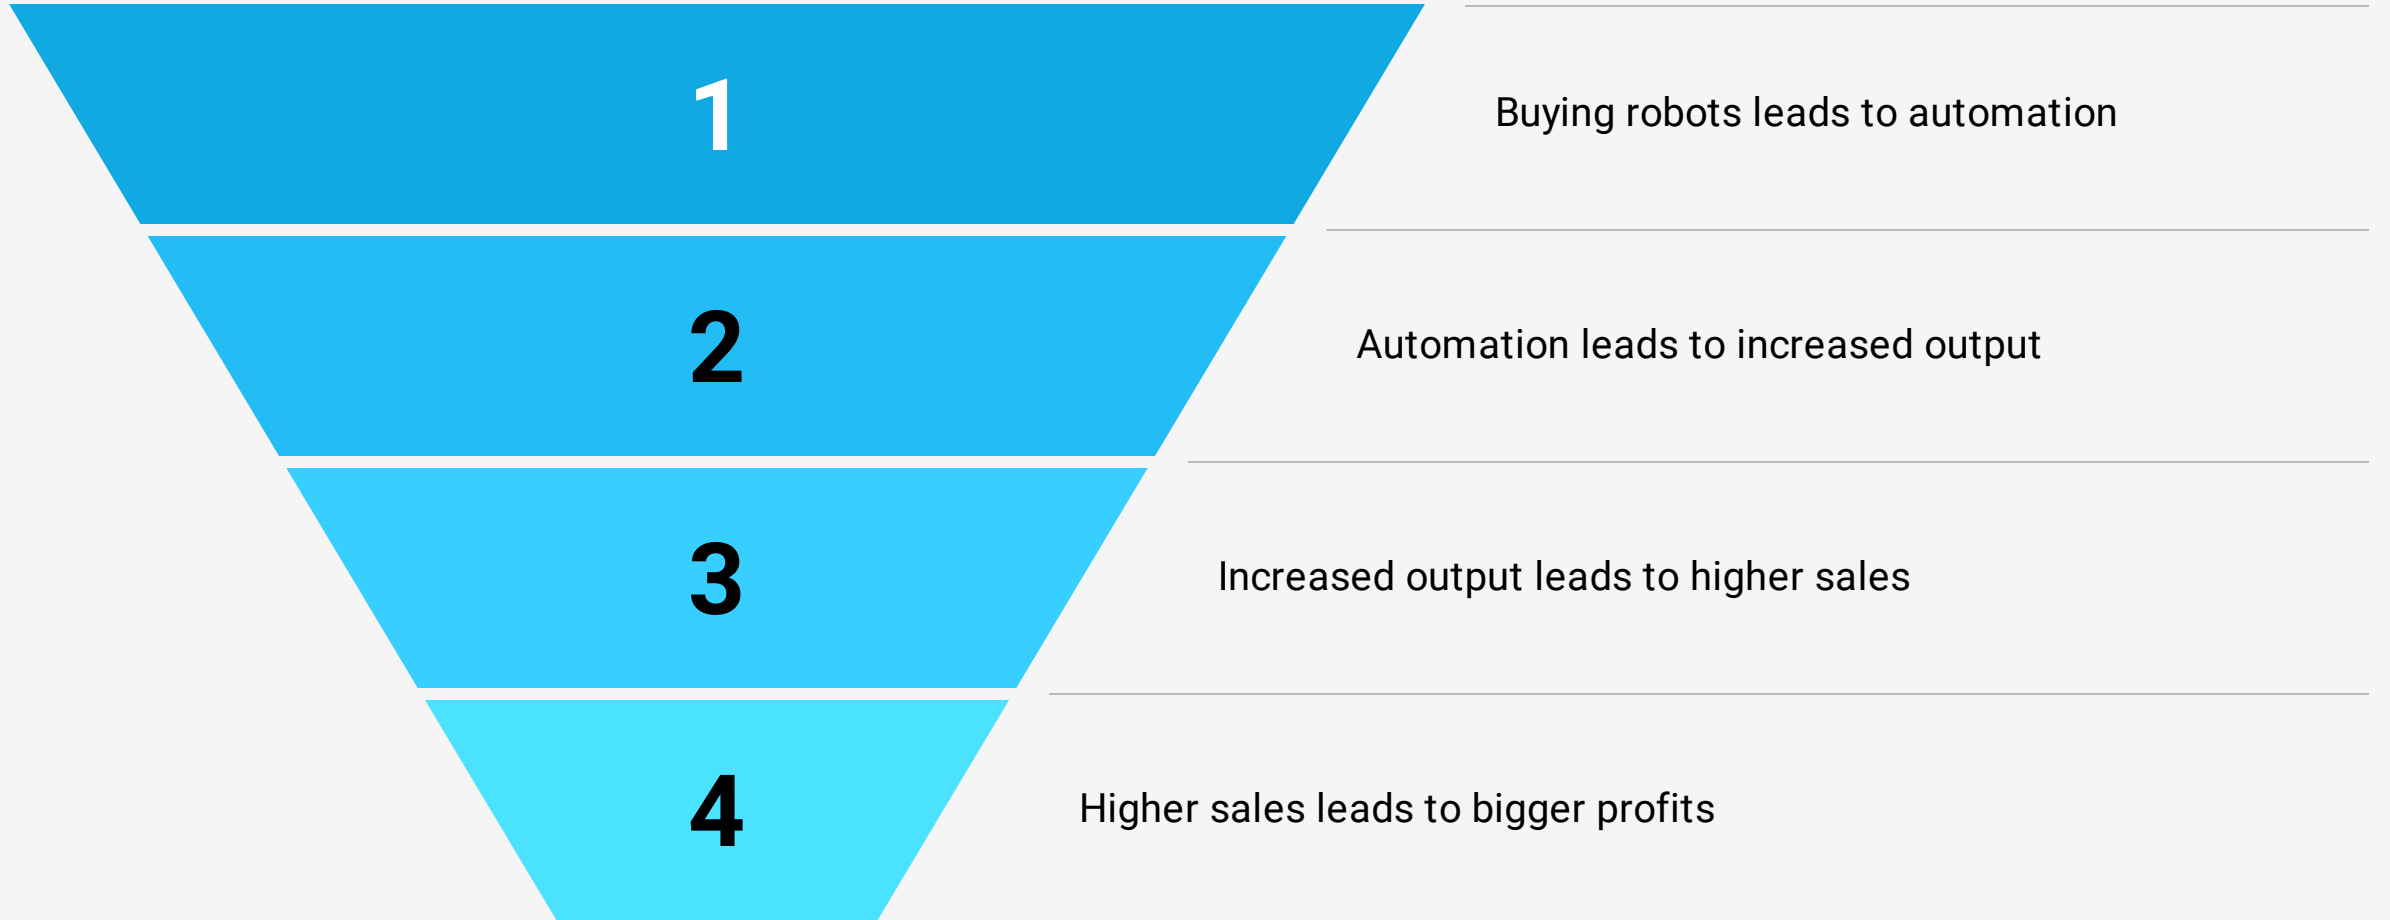 1
Buying robots leads to automation
2
Automation leads to increased output
3
Increased output leads to higher sales
4
Higher sales leads to bigger profits